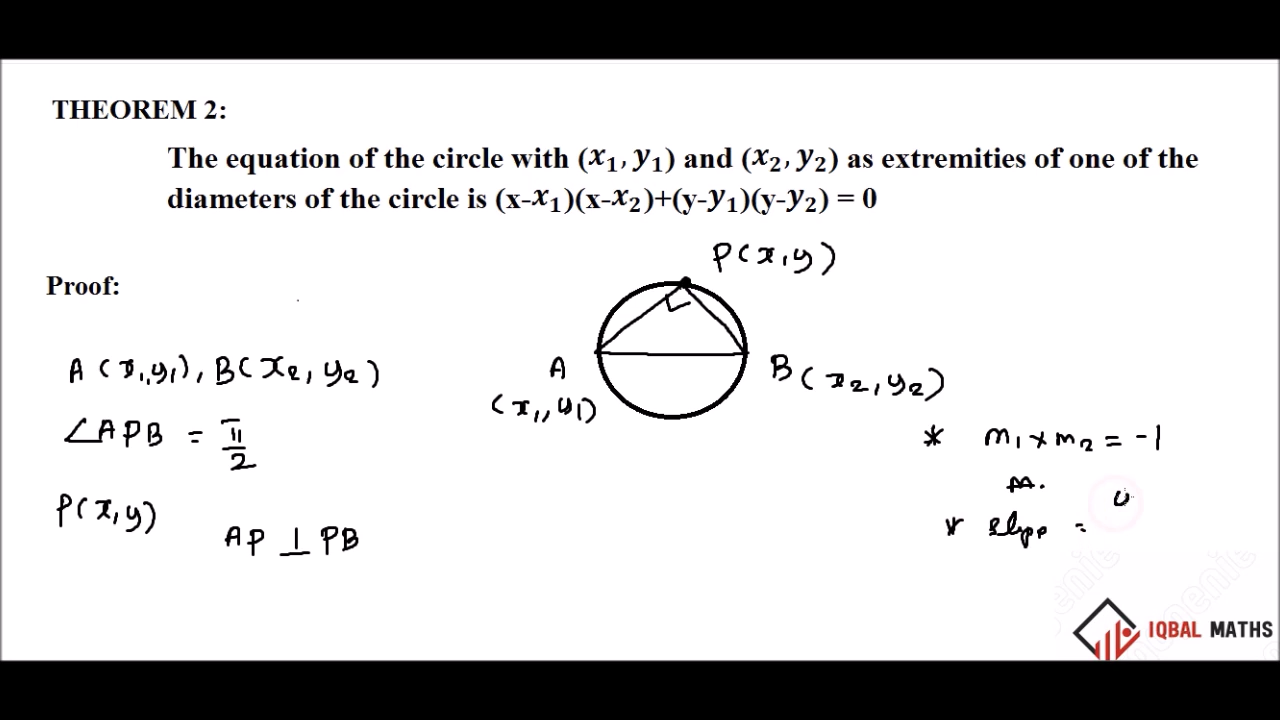 THEOREM 2:
The equation of the circle with (x₁, y₁) and (x₂, y₂) as extremities of one of the
diameters of the circle is (x-x₁)(x-x₂)+(y-y₁)(y-y₂) = 0
P(x,y)
Proof:
A(x₁,y₁), B(x₂, y₂)
A
(x₁, y₁)
B(x₂, y₂)
∠APB = π/2
* m₁ × m₂ = -1
P(x,y)
AP ⊥ PB
* slope =
IQBAL MATHS